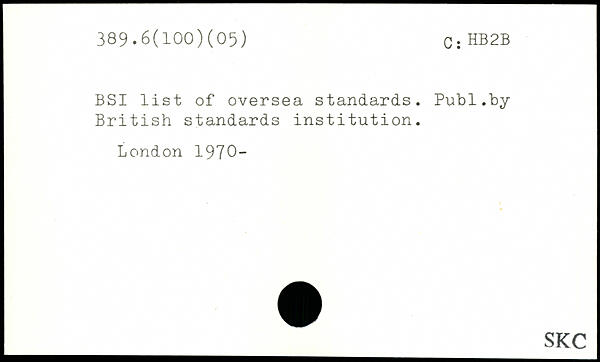 389.6(100)(05) C: HB2B
BSI list of oversea standards. Publ.by
British standards institution.
London 1970-
SKC